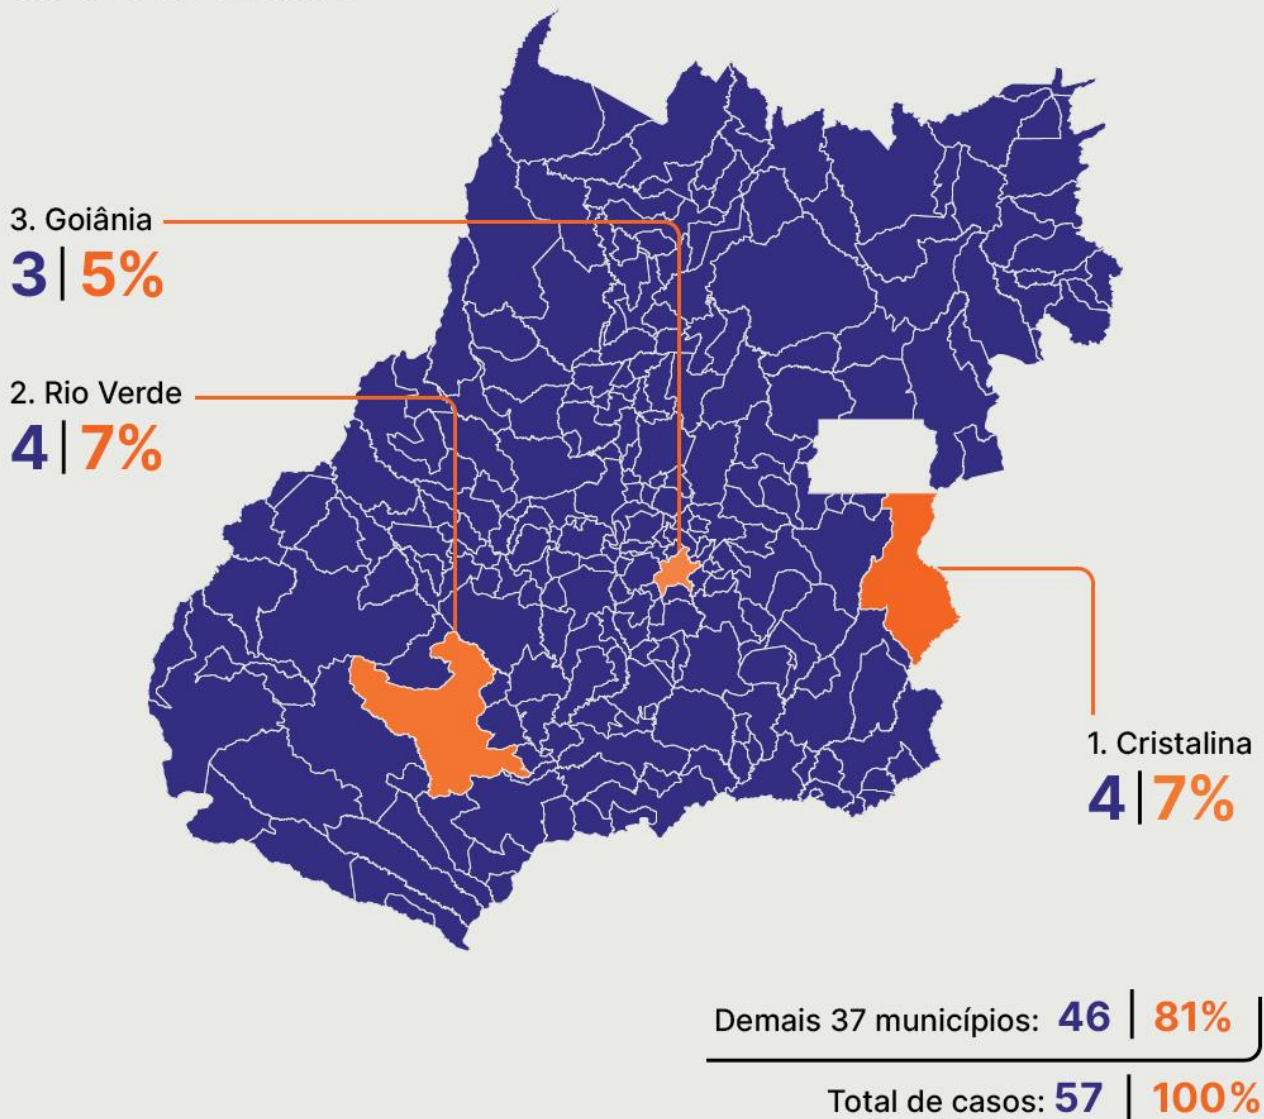 3. Goiânia
3 | 5%
2. Rio Verde
4 | 7%
1. Cristalina
4 | 7%
Demais 37 municípios: 46 | 81%
Total de casos: 57 | 100%